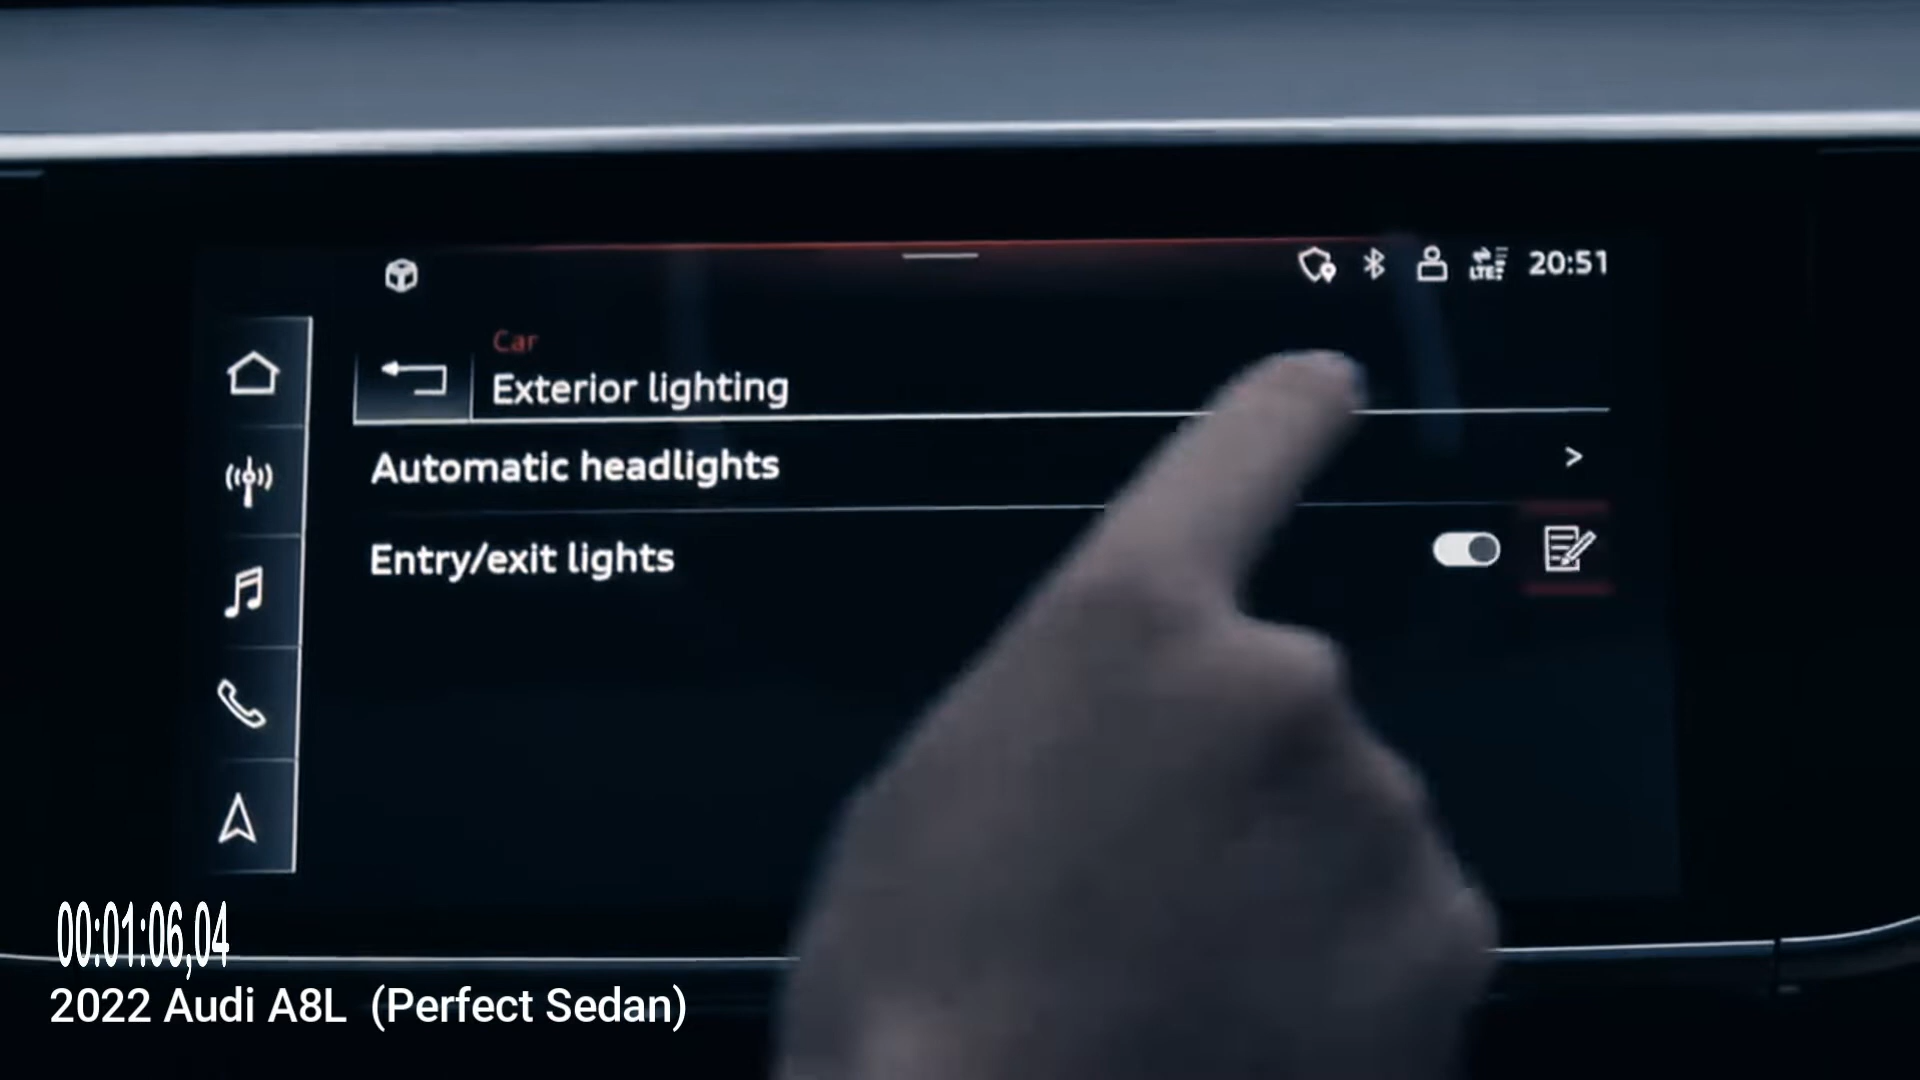 LTE
20:51
Car
Exterior lighting
Automatic headlights
Entry/exit lights
00:01:06,04
2022 Audi A8L (Perfect Sedan)